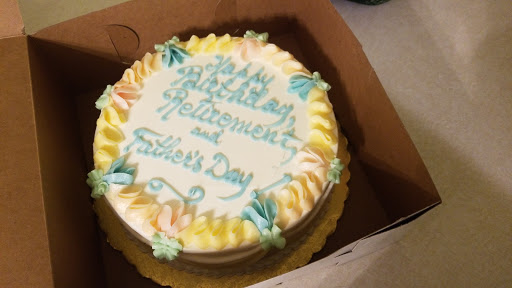 Happy
Birthday,
Retirement,
and
Father's Day